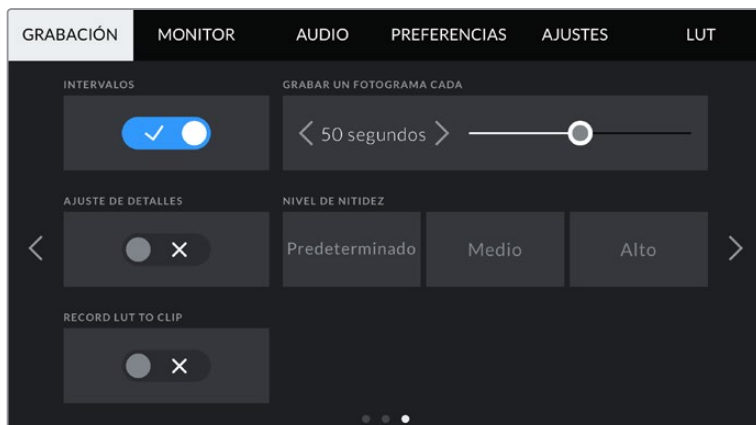 GRABACIÓN MONITOR AUDIO PREFERENCIAS AJUSTES LUT
INTERVALOS GRABAR UN FOTOGRAMA CADA
50 segundos
AJUSTE DE DETALLES NIVEL DE NITIDEZ
Predeterminado Medio Alto
RECORD LUT TO CLIP